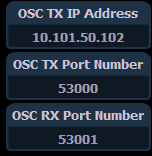 OSC TX IP Address
10.101.50.102
OSC TX Port Number
53000
OSC RX Port Number
53001